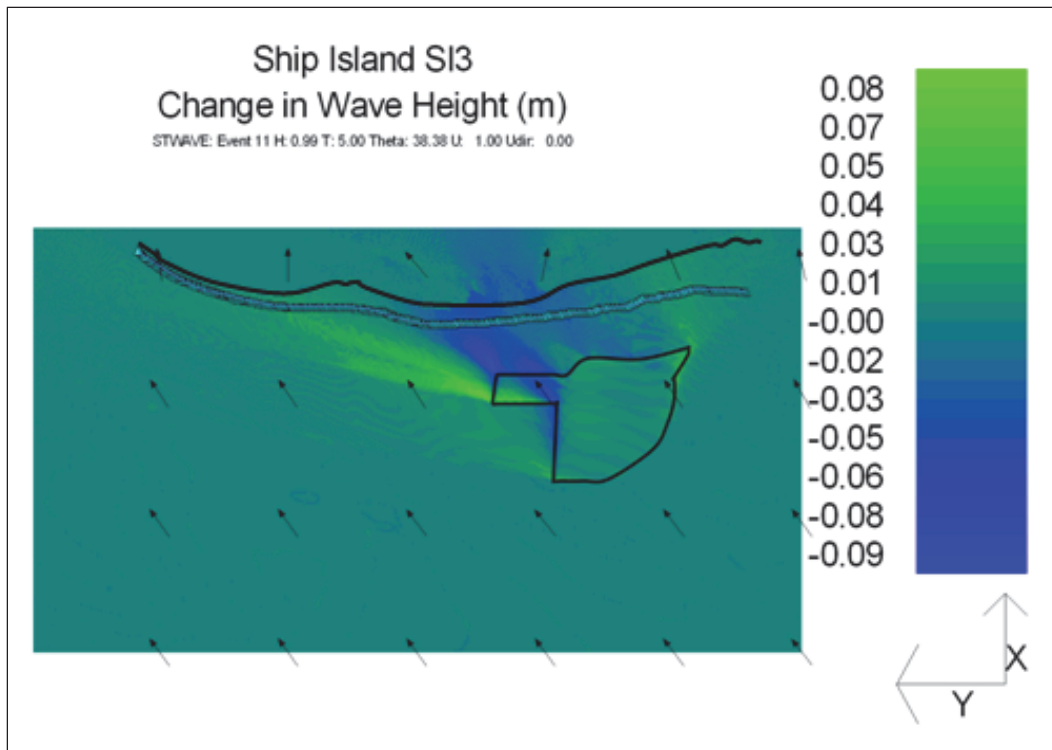 Ship Island SI3
Change in Wave Height (m)
STWAVE: Event 11 H: 0.99 T: 5.00 Theta: 38.38 U: 1.00 Udir: 0.00
0.08
0.07
0.05
0.04
0.03
0.01
-0.00
-0.02
-0.03
-0.05
-0.06
-0.08
-0.09
X
Y